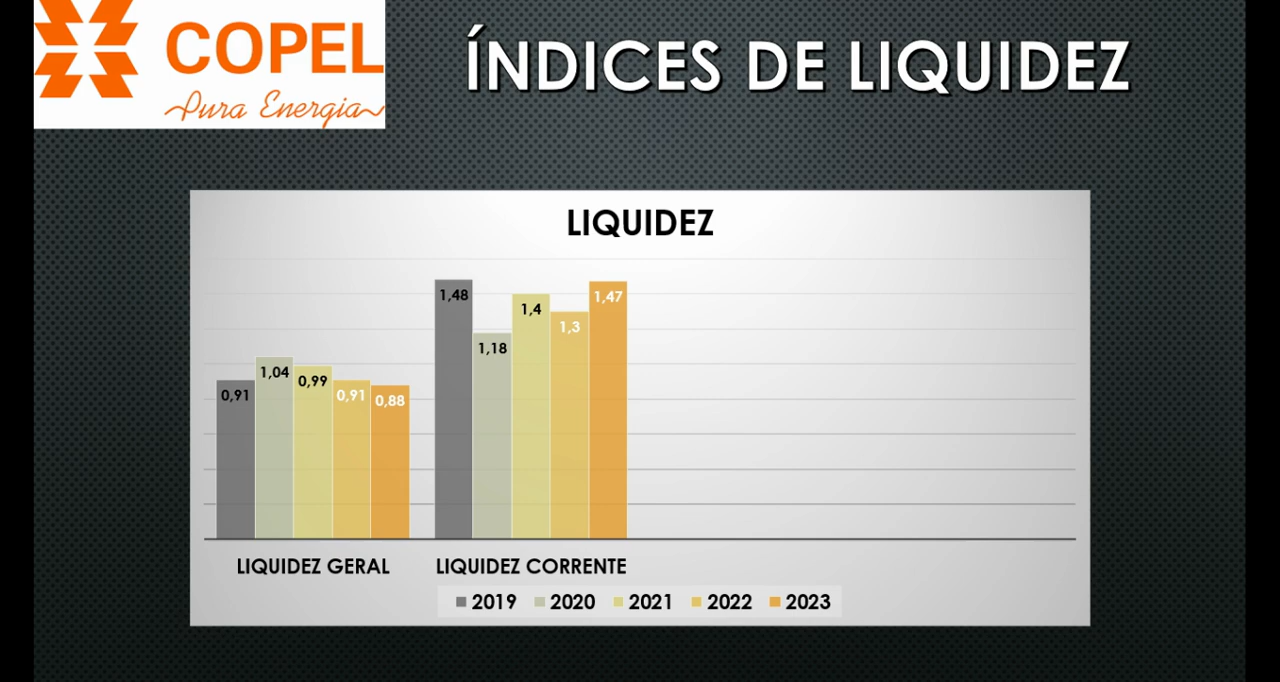 COPEL
Pura Energia
ÍNDICES DE LIQUIDEZ
LIQUIDEZ
0,91
1,04
0,99
0,91
0,88
1,48
1,18
1,4
1,3
1,47
LIQUIDEZ GERAL
LIQUIDEZ CORRENTE
2019 2020 2021 2022 2023